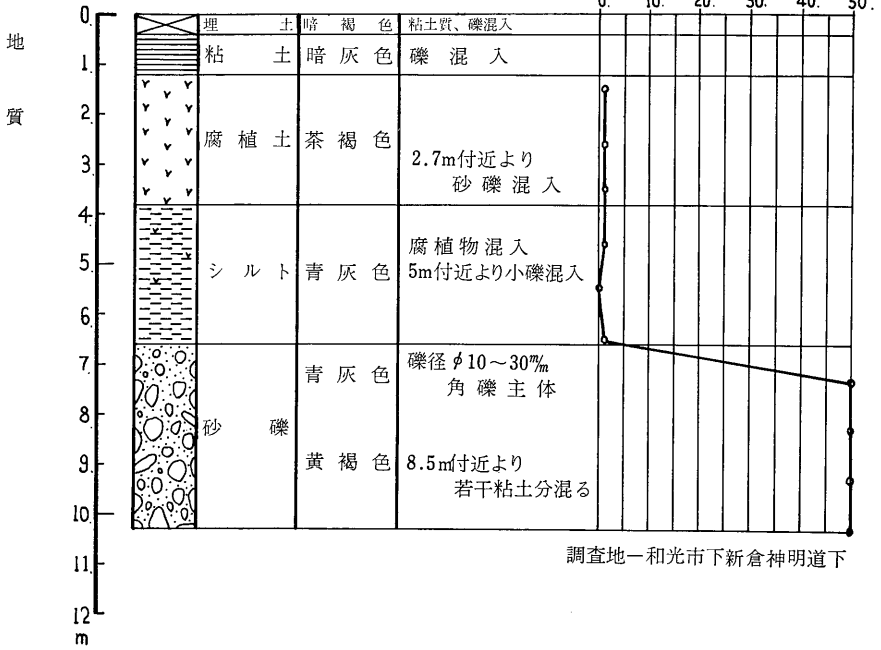 地質
0. 10. 20. 30. 40. 50.
0
1
2
3
4
5
6
7
8
9
10
11
12
m
埋土 暗褐色 粘土質、礫混入
粘土 暗灰色 礫混入
腐植土 茶褐色
2.7m付近より
砂礫混入
シルト 青灰色
腐植物混入
5m付近より小礫混入
砂礫
青灰色
礫径φ10〜30m/m
角礫主体
黄褐色
8.5m付近より
若干粘土分混る
調査地ー和光市下新倉神明道下